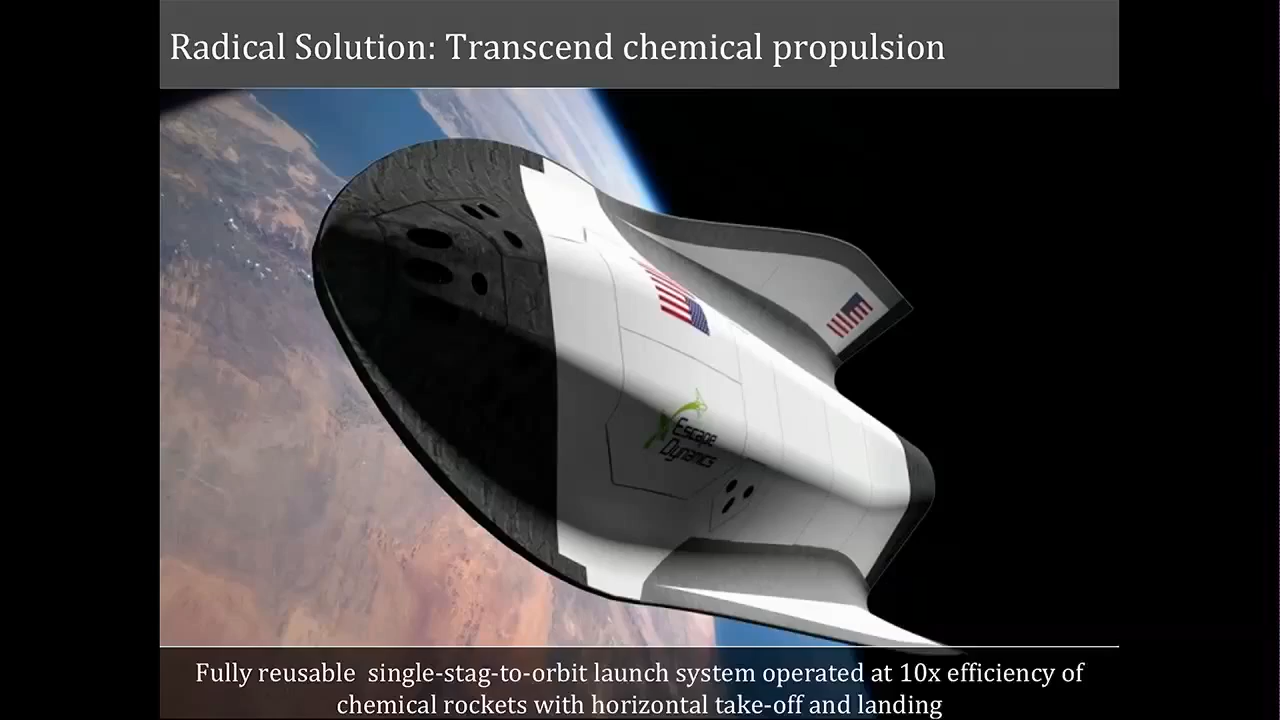 Radical Solution: Transcend chemical propulsion
Escape
Dynamics
Fully reusable single-stag-to-orbit launch system operated at 10x efficiency of
chemical rockets with horizontal take-off and landing